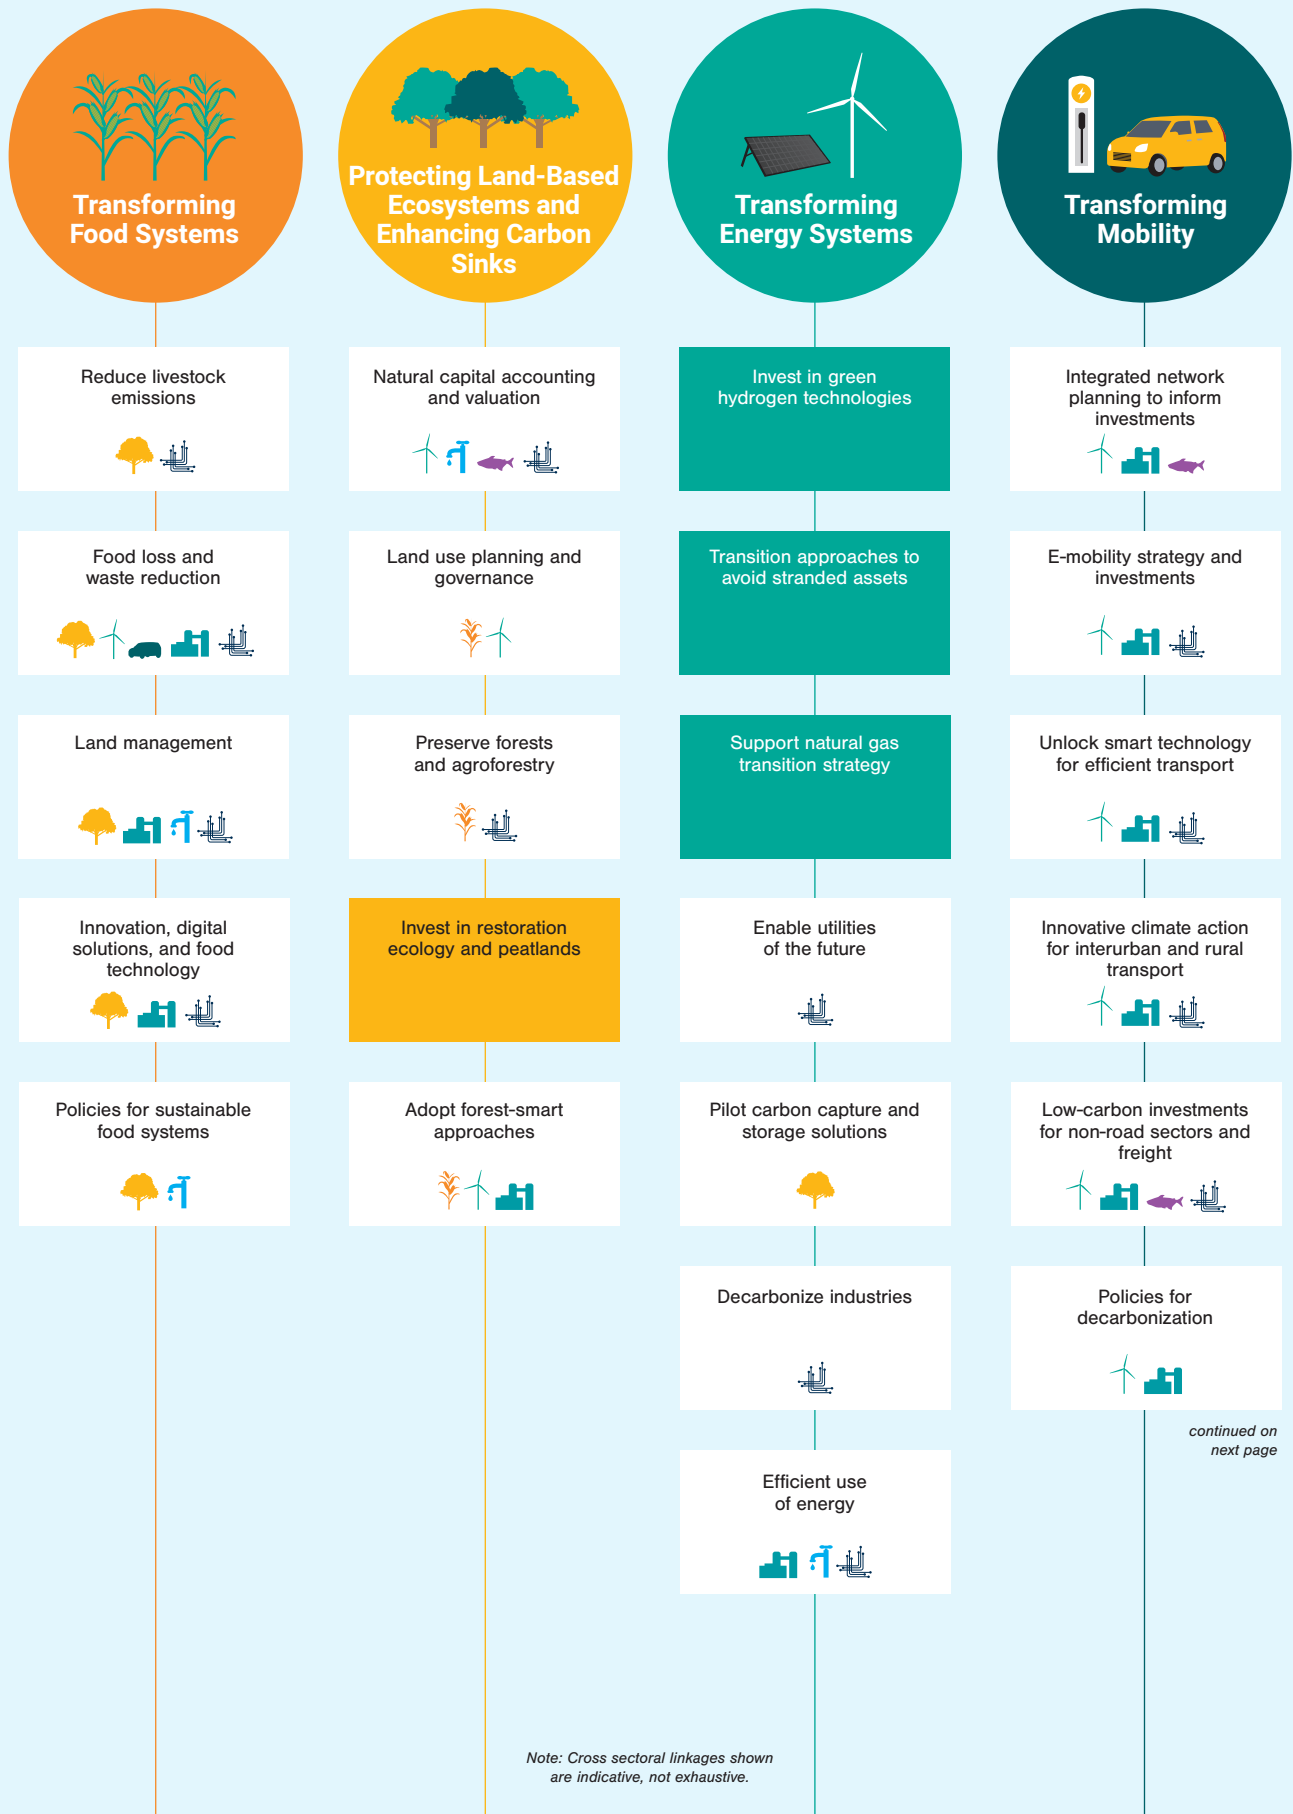 Transforming
Food Systems
Protecting Land-Based
Ecosystems and
Enhancing Carbon
Sinks
Transforming
Energy Systems
Transforming
Mobility
Reduce livestock
emissions
Food loss and
waste reduction
Land management
Innovation, digital
solutions, and food
technology
Policies for sustainable
food systems
Natural capital accounting
and valuation
Land use planning and
governance
Preserve forests
and agroforestry
Invest in restoration
ecology and peatlands
Adopt forest-smart
approaches
Invest in green
hydrogen technologies
Transition approaches to
avoid stranded assets
Support natural gas
transition strategy
Enable utilities
of the future
Pilot carbon capture and
storage solutions
Decarbonize industries
Efficient use
of energy
Integrated network
planning to inform
investments
E-mobility strategy and
investments
Unlock smart technology
for efficient transport
Innovative climate action
for interurban and rural
transport
Low-carbon investments
for non-road sectors and
freight
Policies for
decarbonization
continued on
next page
Note: Cross sectoral linkages shown
are indicative, not exhaustive.